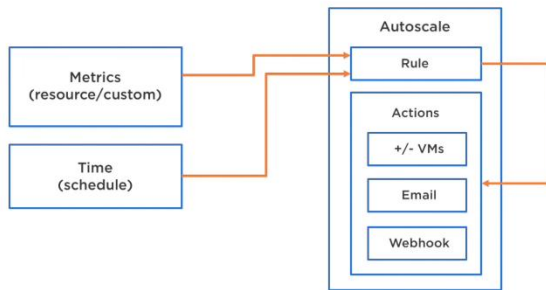 Metrics
(resource/custom)
Time
(schedule)
Autoscale
Rule
Actions
+/- VMs
Email
Webhook